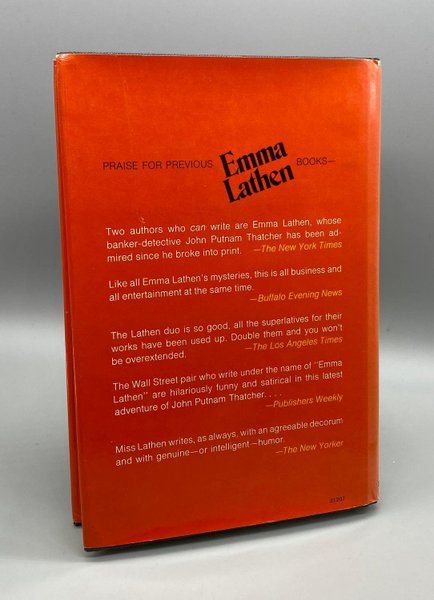 PRAISE FOR PREVIOUS Emma Lathen BOOKS—
Two authors who can write are Emma Lathen, whose
banker-detective John Putnam Thatcher has been ad-
mired since he broke into print. —The New York Times
Like all Emma Lathen's mysteries, this is all business and
all entertainment at the same time.
—Buffalo Evening News
The Lathen duo is so good, all the superlatives for their
works have been used up. Double them and you won't
be overextended. —The Los Angeles Times
The Wall Street pair who write under the name of "Emma
Lathen" are hilariously funny and satirical in this latest
adventure of John Putnam Thatcher. . . .
—Publishers Weekly
Miss Lathen writes, as always, with an agreeable decorum
and with genuine—or intelligent—humor.
—The New Yorker